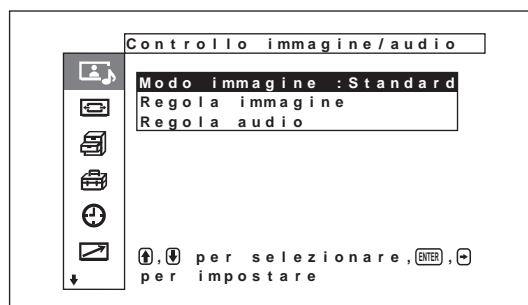 Controllo immagine/audio
Modo immagine :Standard
Regola immagine
Regola audio
↑,↓ per selezionare,ENTER,→
per impostare